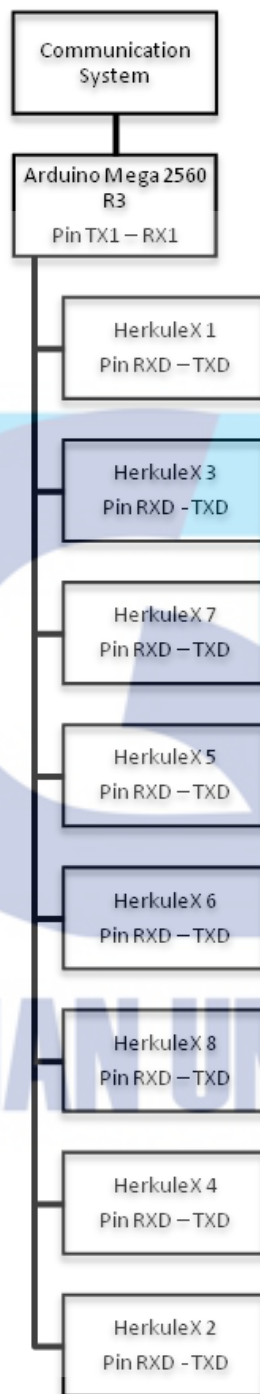 Communication
System
Arduino Mega 2560
R3
Pin TX1 – RX1
HerkuleX 1
Pin RXD – TXD
HerkuleX 3
Pin RXD - TXD
HerkuleX 7
Pin RXD – TXD
HerkuleX 5
Pin RXD – TXD
HerkuleX 6
Pin RXD – TXD
HerkuleX 8
Pin RXD – TXD
HerkuleX 4
Pin RXD – TXD
HerkuleX 2
Pin RXD - TXD